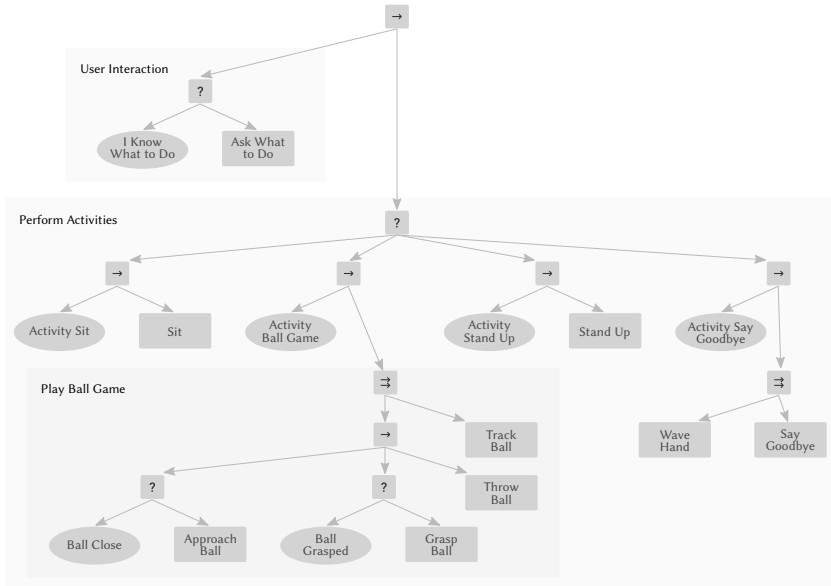 →
User Interaction
?
I Know
What to Do
Ask What
to Do
Perform Activities
?
→
→
→
→
Activity Sit
Sit
Activity
Ball Game
Activity
Stand Up
Stand Up
Activity Say
Goodbye
Play Ball Game
⇉
⇉
→
Track
Ball
Wave
Hand
Say
Goodbye
?
?
Throw
Ball
Ball Close
Approach
Ball
Ball
Grasped
Grasp
Ball